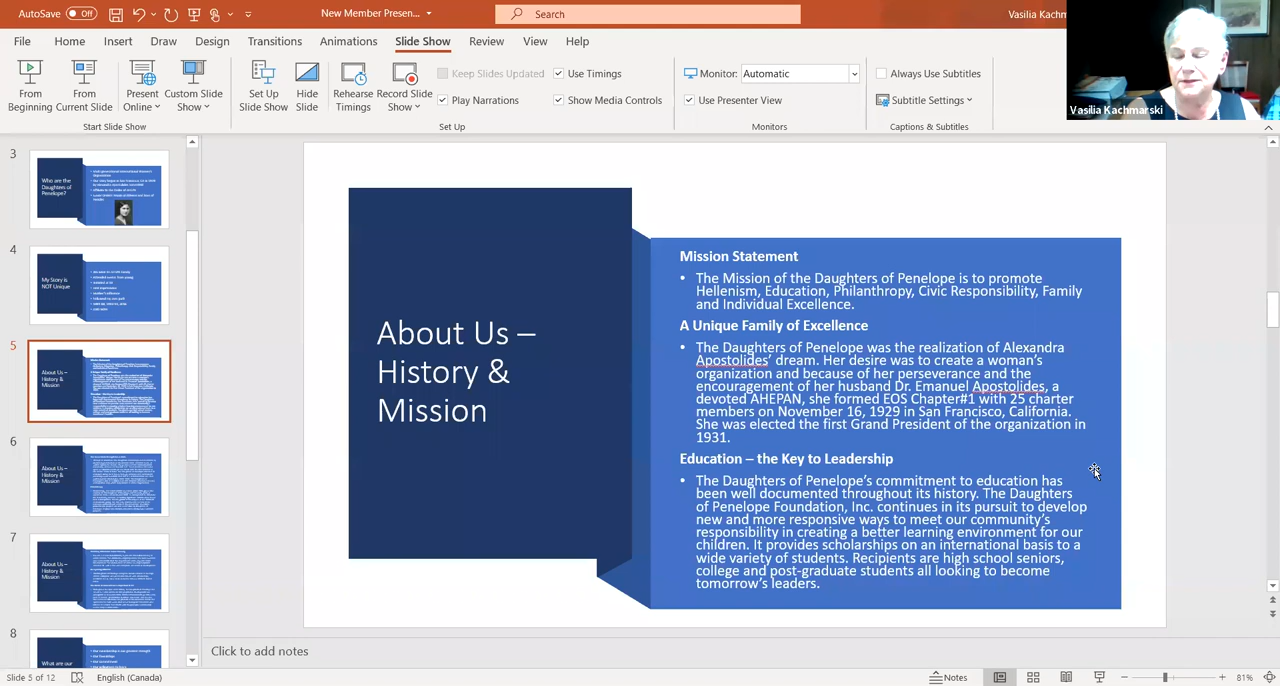 AutoSave Off
New Member Presen...
Search
Vasilia Kachm
File Home Insert Draw Design Transitions Animations Slide Show Review View Help
From Beginning
From Current Slide
Present Online
Custom Slide Show
Start Slide Show
Set Up Slide Show
Hide Slide
Rehearse Timings
Record Slide Show
Keep Slides Updated
Play Narrations
Use Timings
Show Media Controls
Set Up
Monitor: Automatic
Use Presenter View
Monitors
Always Use Subtitles
Subtitle Settings
Captions & Subtitles
Vasilia Kachmarski
3
Who are the
Daughters of
Penelope?
4
My Story is
NOT Unique
5
About Us –
History &
Mission
6
About Us –
History &
Mission
7
About Us –
History &
Mission
8
What are our
About Us –
History &
Mission
Mission Statement
• The Mission of the Daughters of Penelope is to promote
Hellenism, Education, Philanthropy, Civic Responsibility, Family
and Individual Excellence.
A Unique Family of Excellence
• The Daughters of Penelope was the realization of Alexandra
Apostolides’ dream. Her desire was to create a woman’s
organization and because of her perseverance and the
encouragement of her husband Dr. Emanuel Apostolides, a
devoted AHEPAN, she formed EOS Chapter#1 with 25 charter
members on November 16, 1929 in San Francisco, California.
She was elected the first Grand President of the organization in
1931.
Education – the Key to Leadership
• The Daughters of Penelope’s commitment to education has
been well documented throughout its history. The Daughters
of Penelope Foundation, Inc. continues in its pursuit to develop
new and more responsive ways to meet our community’s
responsibility in creating a better learning environment for our
children. It provides scholarships on an international basis to a
wide variety of students. Recipients are high school seniors,
college and post-graduate students all looking to become
tomorrow’s leaders.
Click to add notes
Slide 5 of 12
English (Canada)
Notes
81%